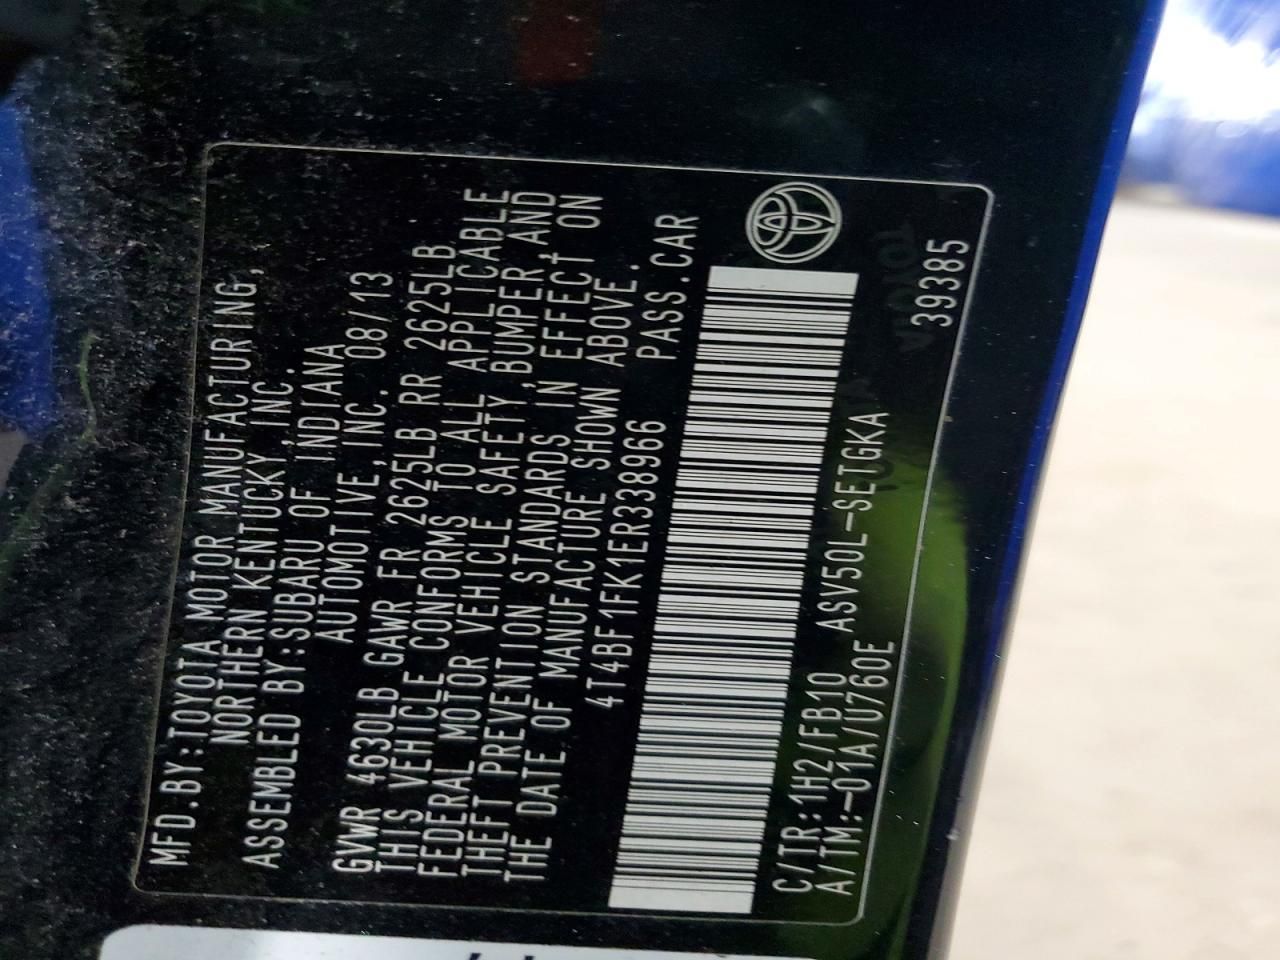 MFD.BY:TOYOTA MOTOR MANUFACTURING,
NORTHERN KENTUCKY,INC.
ASSEMBLED BY:SUBARU OF INDIANA
AUTOMOTIVE,INC. 08/13
GVWR 4630LB GAWR FR 2625LB RR 2625LB
THIS VEHICLE CONFORMS TO ALL APPLICABLE
FEDERAL MOTOR VEHICLE SAFETY,BUMPER,AND
THEFT PREVENTION STANDARDS IN EFFECT ON
THE DATE OF MANUFACTURE SHOWN ABOVE.
4T4BF1FK1ER338966 PASS.CAR
C/TR:1H2/FB10 ASV50L-SETGKA
A/TM:-01A/U760E 39385